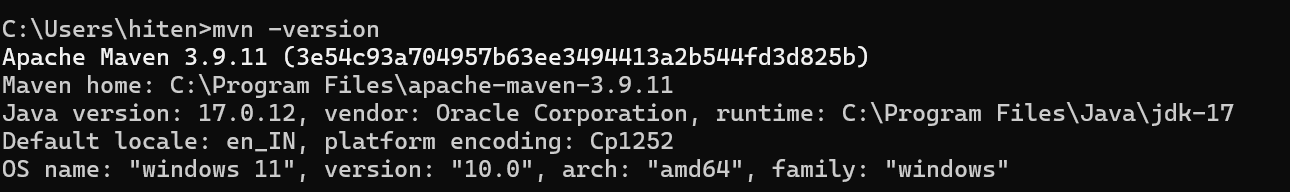 C:\Users\hiten>mvn -version
Apache Maven 3.9.11 (3e54c93a704957b63ee3494413a2b544fd3d825b)
Maven home: C:\Program Files\apache-maven-3.9.11
Java version: 17.0.12, vendor: Oracle Corporation, runtime: C:\Program Files\Java\jdk-17
Default locale: en_IN, platform encoding: Cp1252
OS name: "windows 11", version: "10.0", arch: "amd64", family: "windows"